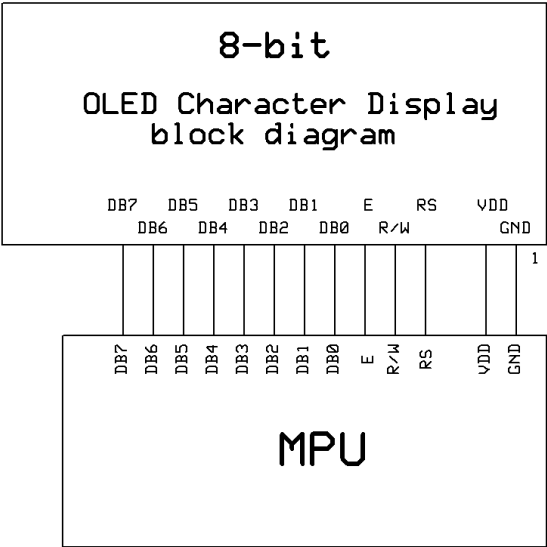 8-bit
OLED Character Display
block diagram
DB7 DB5 DB3 DB1 E RS VDD
DB6 DB4 DB2 DB0 R/W GND
1
DB7 DB6 DB5 DB4 DB3 DB2 DB1 DB0 E R/W RS VDD GND
MPU